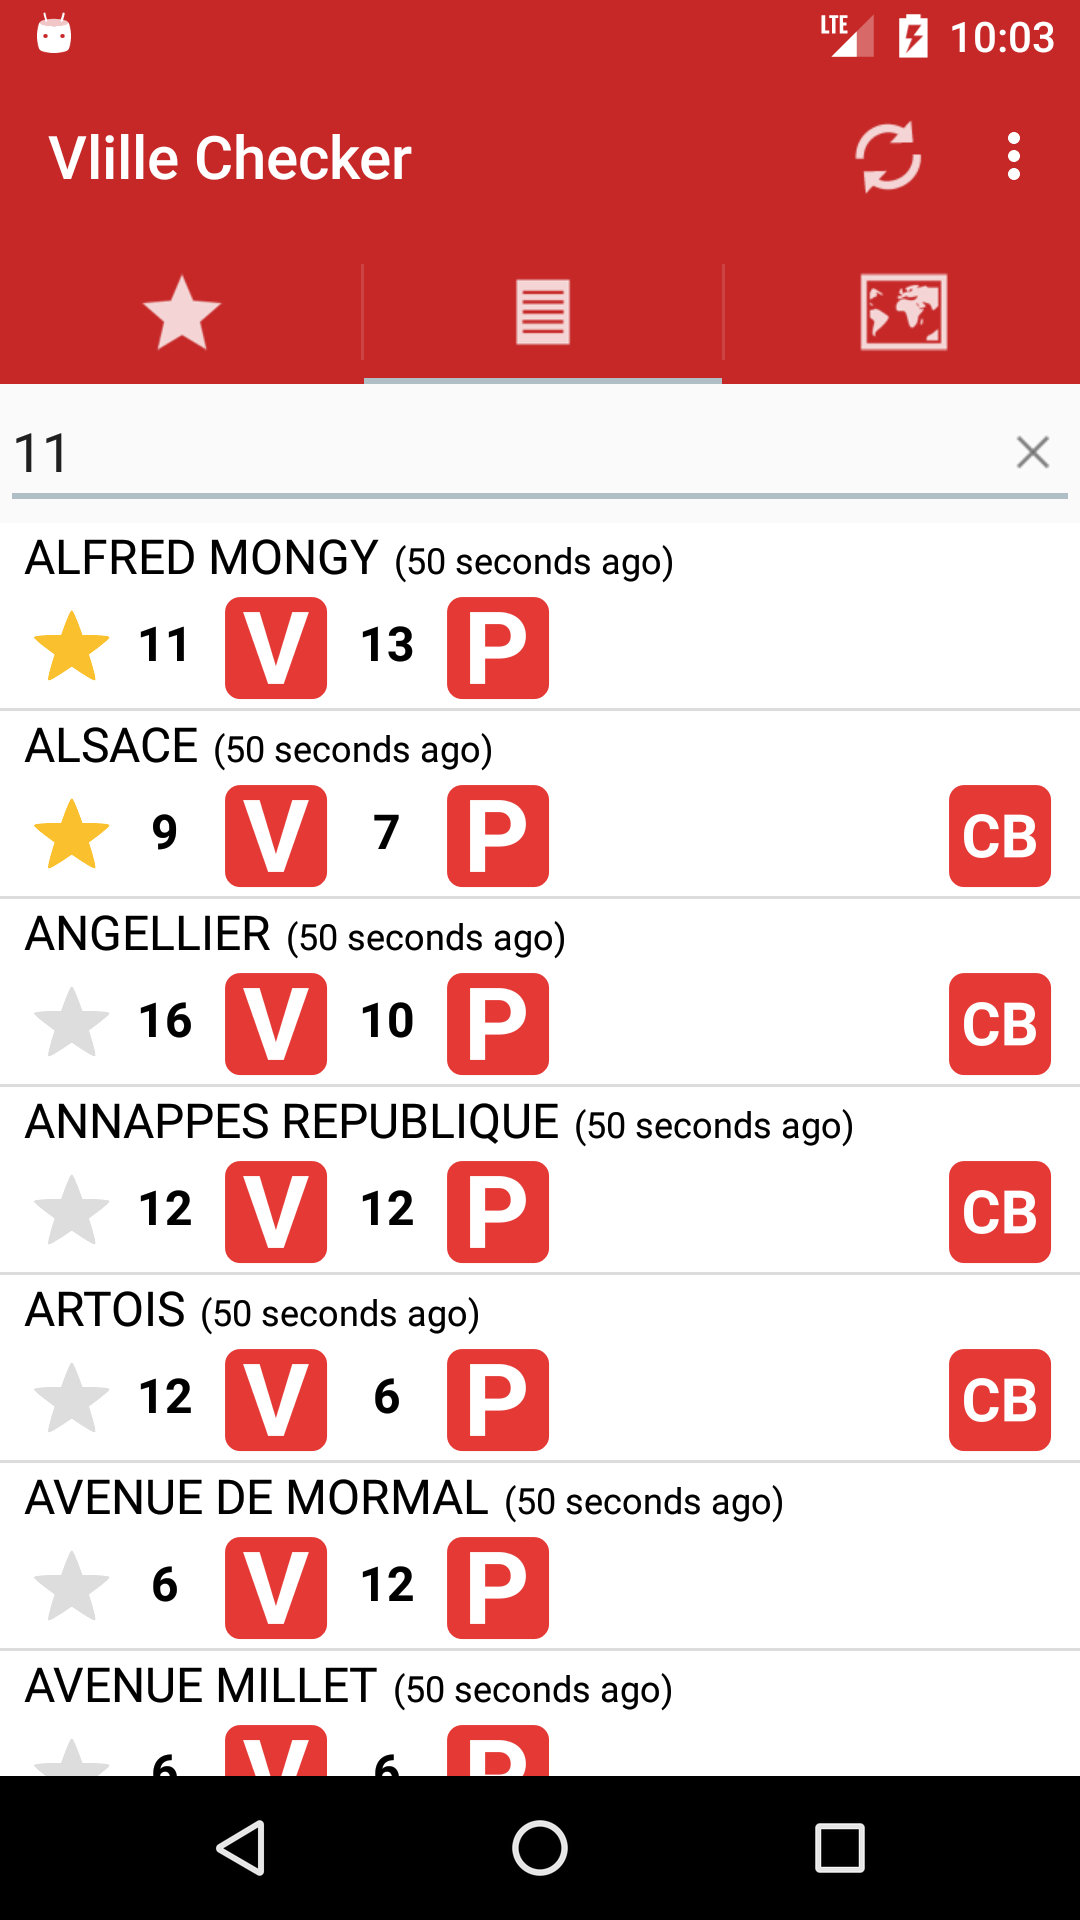 LTE 10:03
Vlille Checker
11
ALFRED MONGY (50 seconds ago)
11 V 13 P
ALSACE (50 seconds ago)
9 V 7 P CB
ANGELLIER (50 seconds ago)
16 V 10 P CB
ANNAPPES REPUBLIQUE (50 seconds ago)
12 V 12 P CB
ARTOIS (50 seconds ago)
12 V 6 P CB
AVENUE DE MORMAL (50 seconds ago)
6 V 12 P
AVENUE MILLET (50 seconds ago)
6 V 6 P